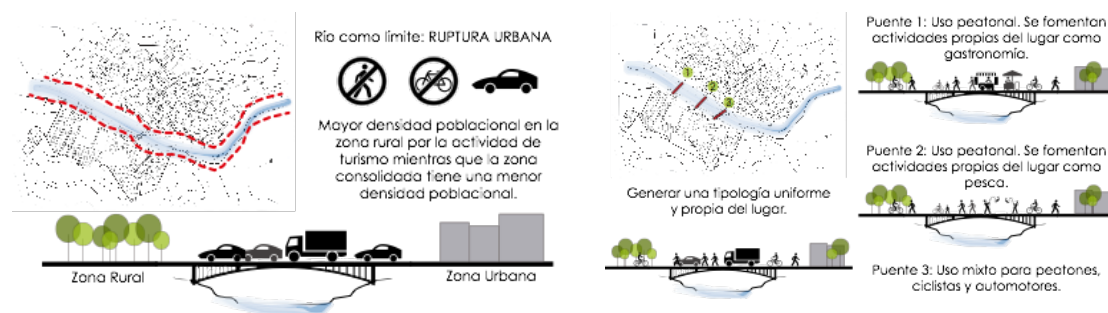 Río como límite: RUPTURA URBANA
Mayor densidad poblacional en la
zona rural por la actividad de
turismo mientras que la zona
consolidada tiene una menor
densidad poblacional.
Zona Rural
Zona Urbana
1
2
3
Generar una tipología uniforme
y propia del lugar.
Puente 1: Uso peatonal. Se fomentan
actividades propias del lugar como
gastronomía.
Puente 2: Uso peatonal. Se fomentan
actividades propias del lugar como
pesca.
Puente 3: Uso mixto para peatones,
ciclistas y automotores.